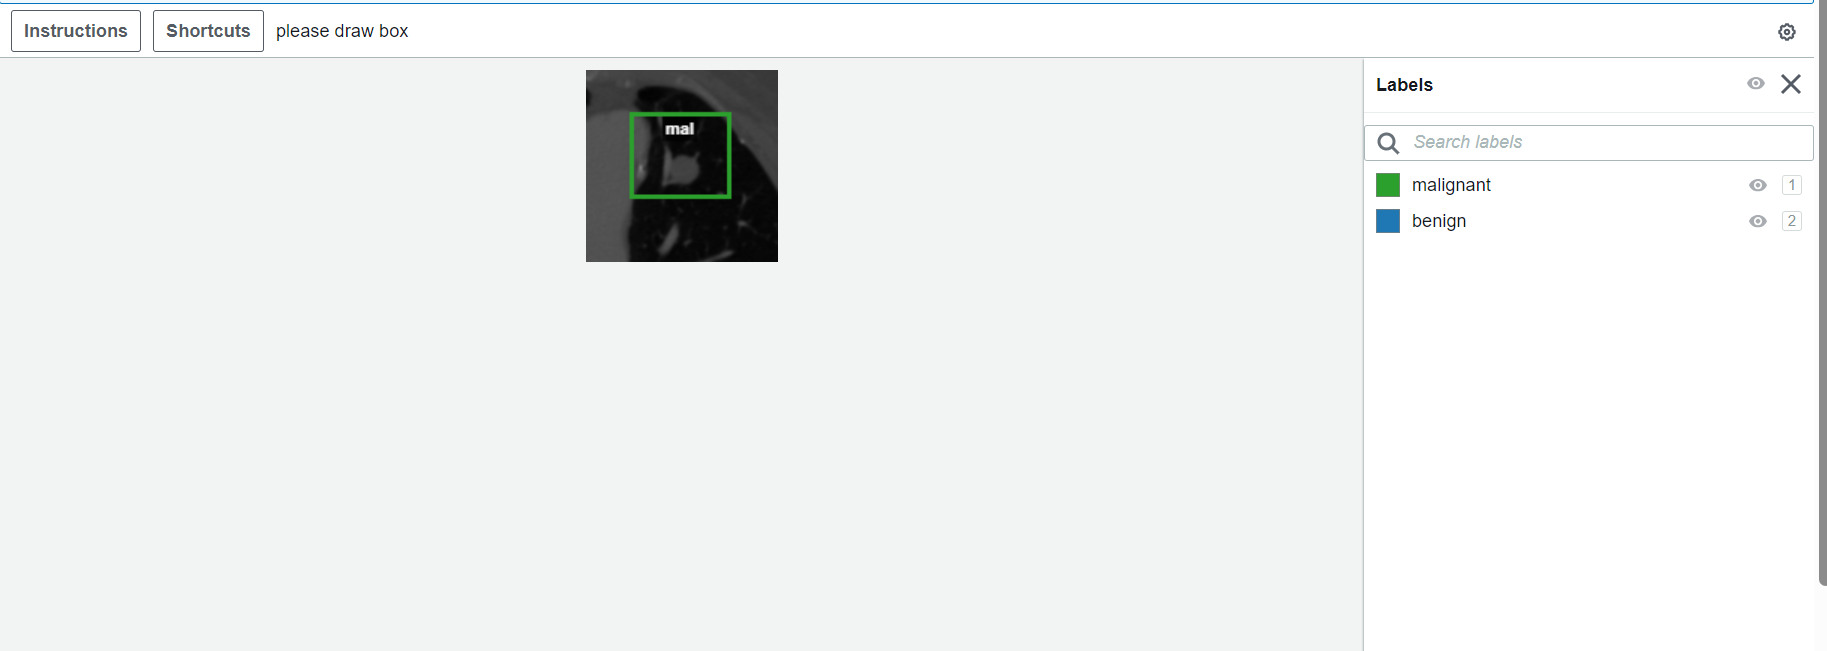 Instructions
Shortcuts
please draw box
mal
Labels
Search labels
malignant
1
benign
2